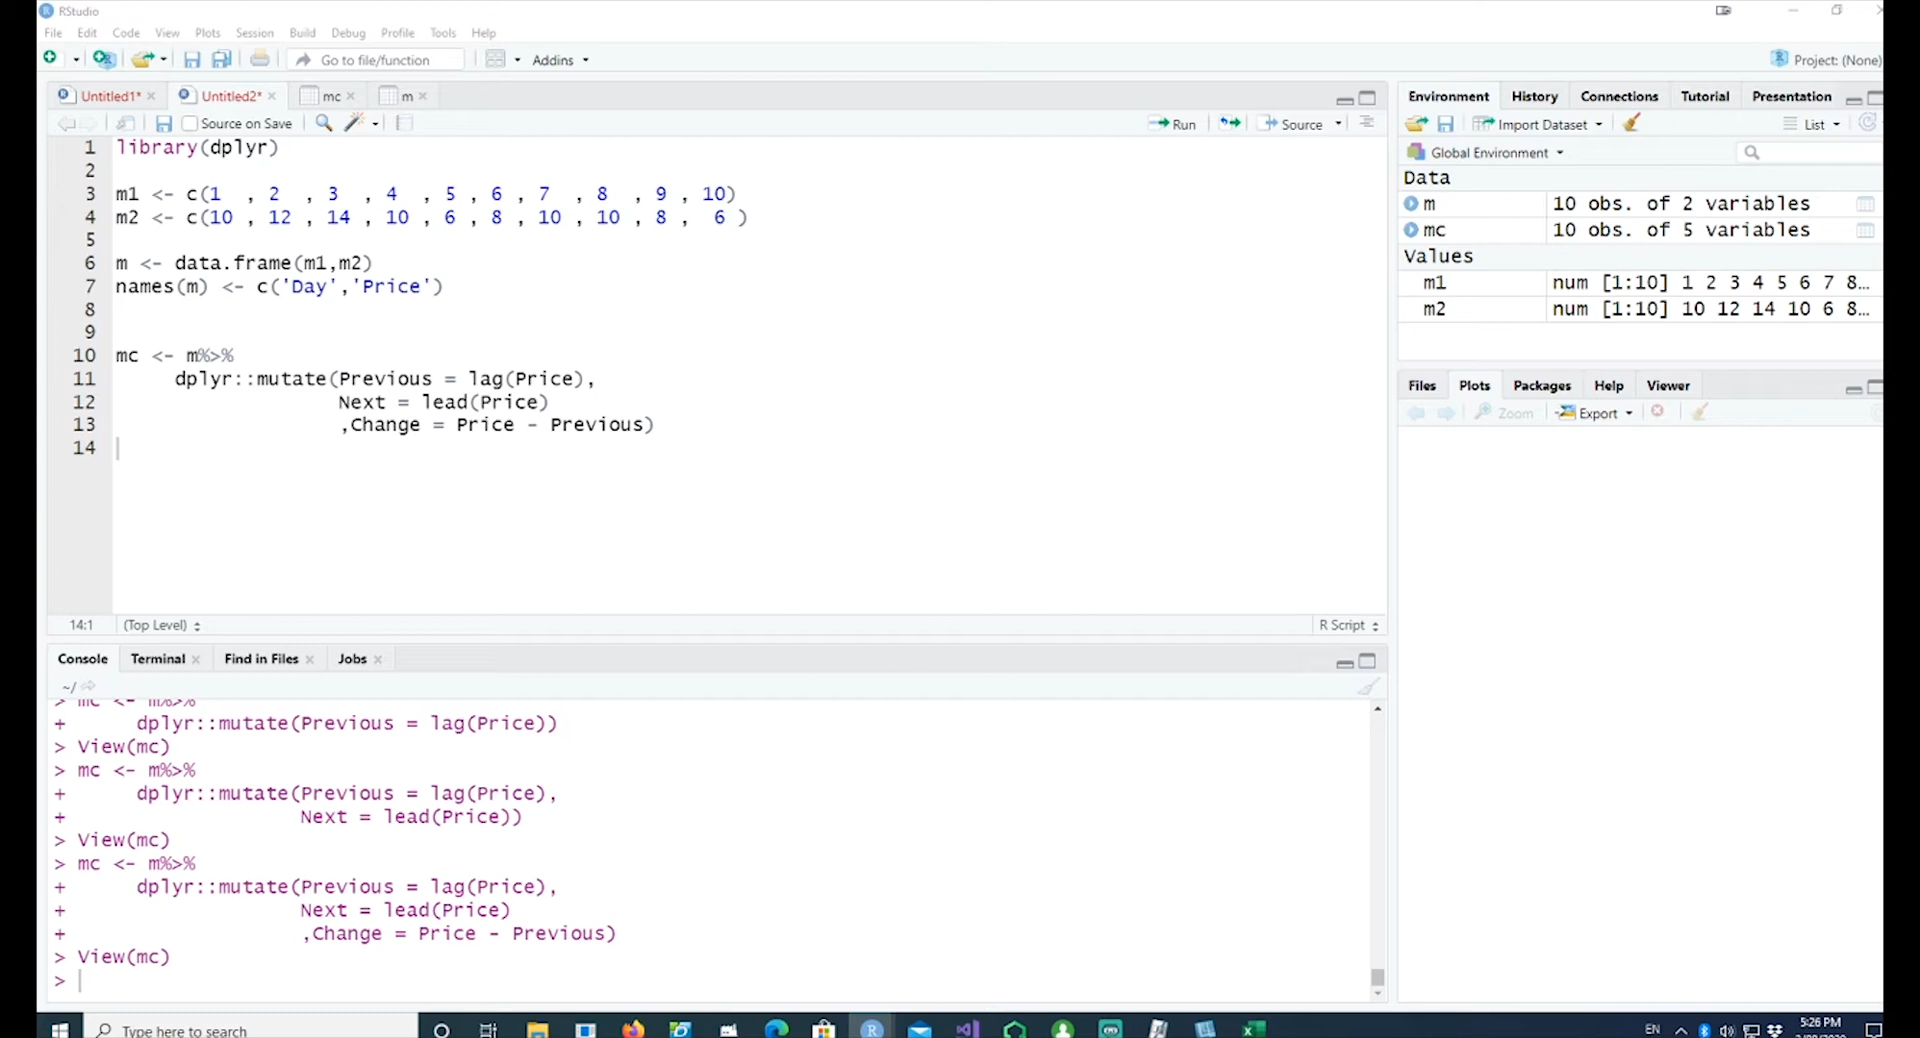 RStudio
File Edit Code View Plots Session Build Debug Profile Tools Help
Go to file/function Addins Project: (None)
Untitled1* Untitled2* mc m
Source on Save Run Source
1 library(dplyr)
2
3 m1 <- c(1 , 2 , 3 , 4 , 5 , 6 , 7 , 8 , 9 , 10)
4 m2 <- c(10 , 12 , 14 , 10 , 6 , 8 , 10 , 10 , 8 , 6 )
5
6 m <- data.frame(m1,m2)
7 names(m) <- c('Day','Price')
8
9
10 mc <- m%>%
11 dplyr::mutate(Previous = lag(Price),
12 Next = lead(Price)
13 ,Change = Price - Previous)
14
14:1 (Top Level) R Script
Console Terminal Find in Files Jobs
~/
> mc <- m%>%
+ dplyr::mutate(Previous = lag(Price))
> View(mc)
> mc <- m%>%
+ dplyr::mutate(Previous = lag(Price),
+ Next = lead(Price))
> View(mc)
> mc <- m%>%
+ dplyr::mutate(Previous = lag(Price),
+ Next = lead(Price)
+ ,Change = Price - Previous)
> View(mc)
>
Environment History Connections Tutorial Presentation
Import Dataset List
Global Environment
Data
m 10 obs. of 2 variables
mc 10 obs. of 5 variables
Values
m1 num [1:10] 1 2 3 4 5 6 7 8…
m2 num [1:10] 10 12 14 10 6 8…
Files Plots Packages Help Viewer
Zoom Export
Type here to search
EN 5:26 PM